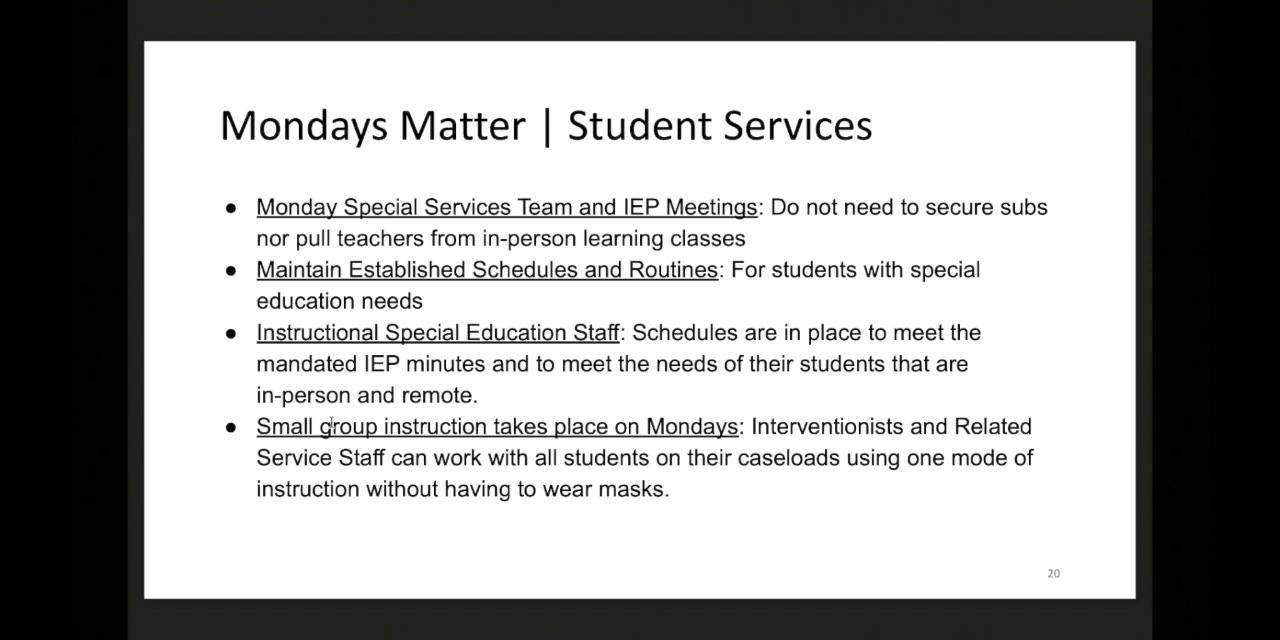 Mondays Matter | Student Services
● Monday Special Services Team and IEP Meetings: Do not need to secure subs
nor pull teachers from in-person learning classes
● Maintain Established Schedules and Routines: For students with special
education needs
● Instructional Special Education Staff: Schedules are in place to meet the
mandated IEP minutes and to meet the needs of their students that are
in-person and remote.
● Small group instruction takes place on Mondays: Interventionists and Related
Service Staff can work with all students on their caseloads using one mode of
instruction without having to wear masks.
20